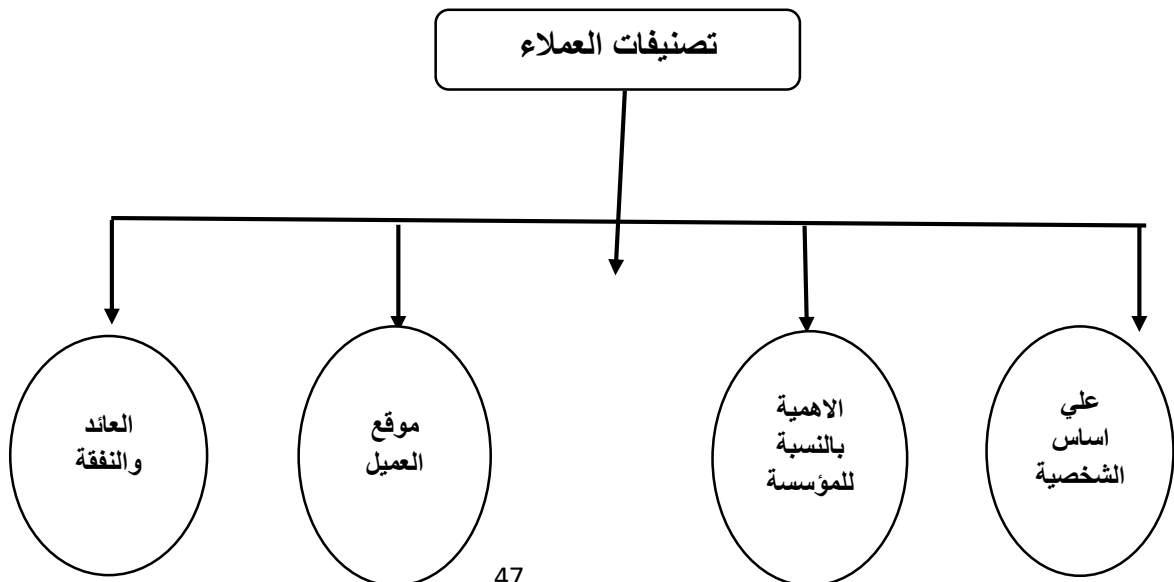 تصنيفات العملاء
علي
اساس
الشخصية
الاهمية
بالنسبة
للمؤسسة
موقع
العميل
العائد
والنفقة
47